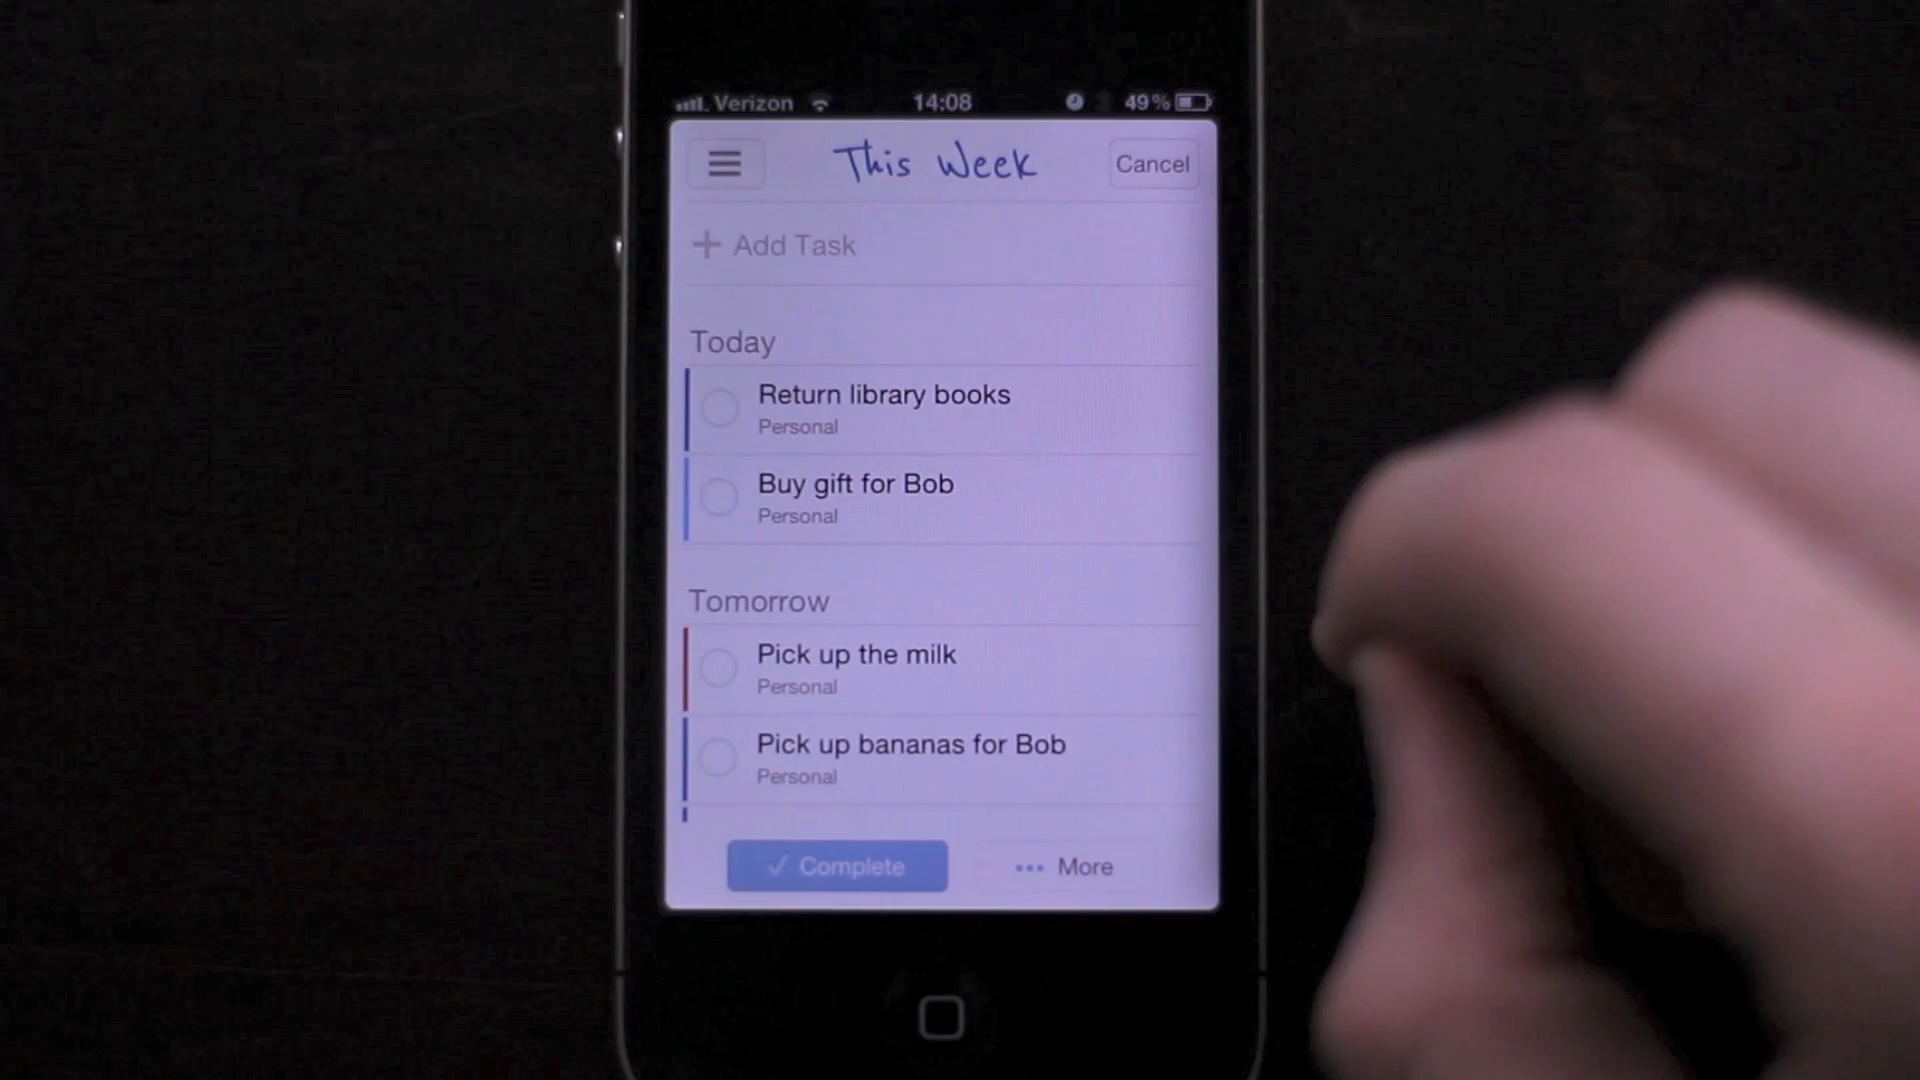 Verizon 14:08 49%
This Week
Cancel
+ Add Task
Today
Return library books
Personal
Buy gift for Bob
Personal
Tomorrow
Pick up the milk
Personal
Pick up bananas for Bob
Personal
✓ Complete
••• More